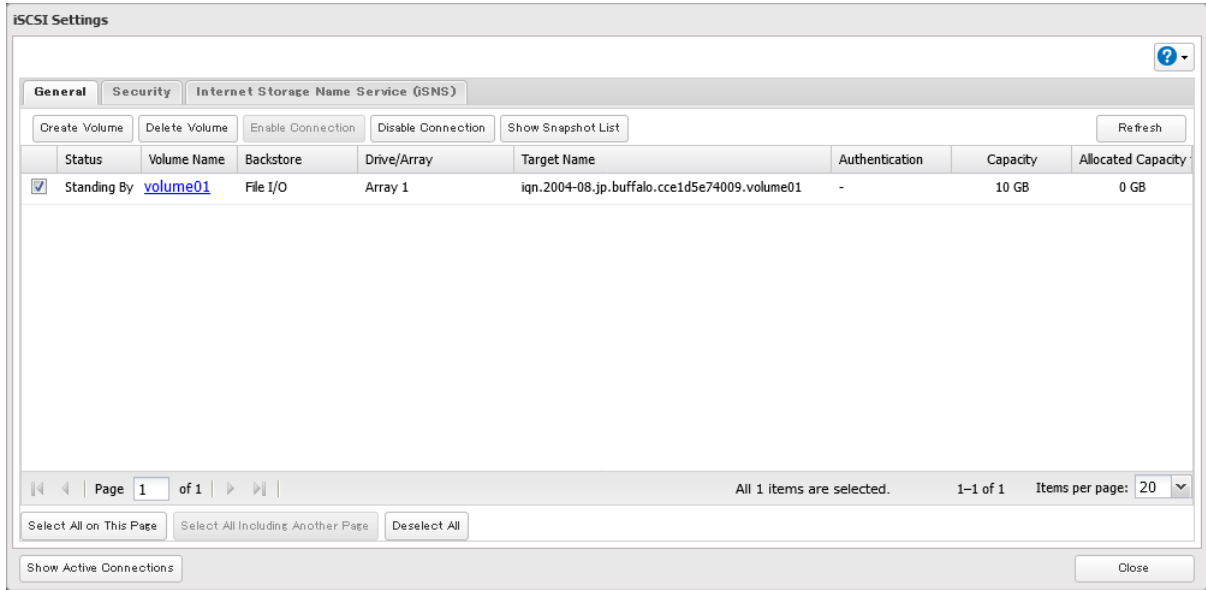 iSCSI Settings
?
General Security Internet Storage Name Service (iSNS)
Create Volume Delete Volume Enable Connection Disable Connection Show Snapshot List Refresh
Status Volume Name Backstore Drive/Array Target Name Authentication Capacity Allocated Capacity
Standing By volume01 File I/O Array 1 iqn.2004-08.jp.buffalo.cce1d5e74009.volume01 - 10 GB 0 GB
Page 1 of 1 All 1 items are selected. 1–1 of 1 Items per page: 20
Select All on This Page Select All Including Another Page Deselect All
Show Active Connections Close